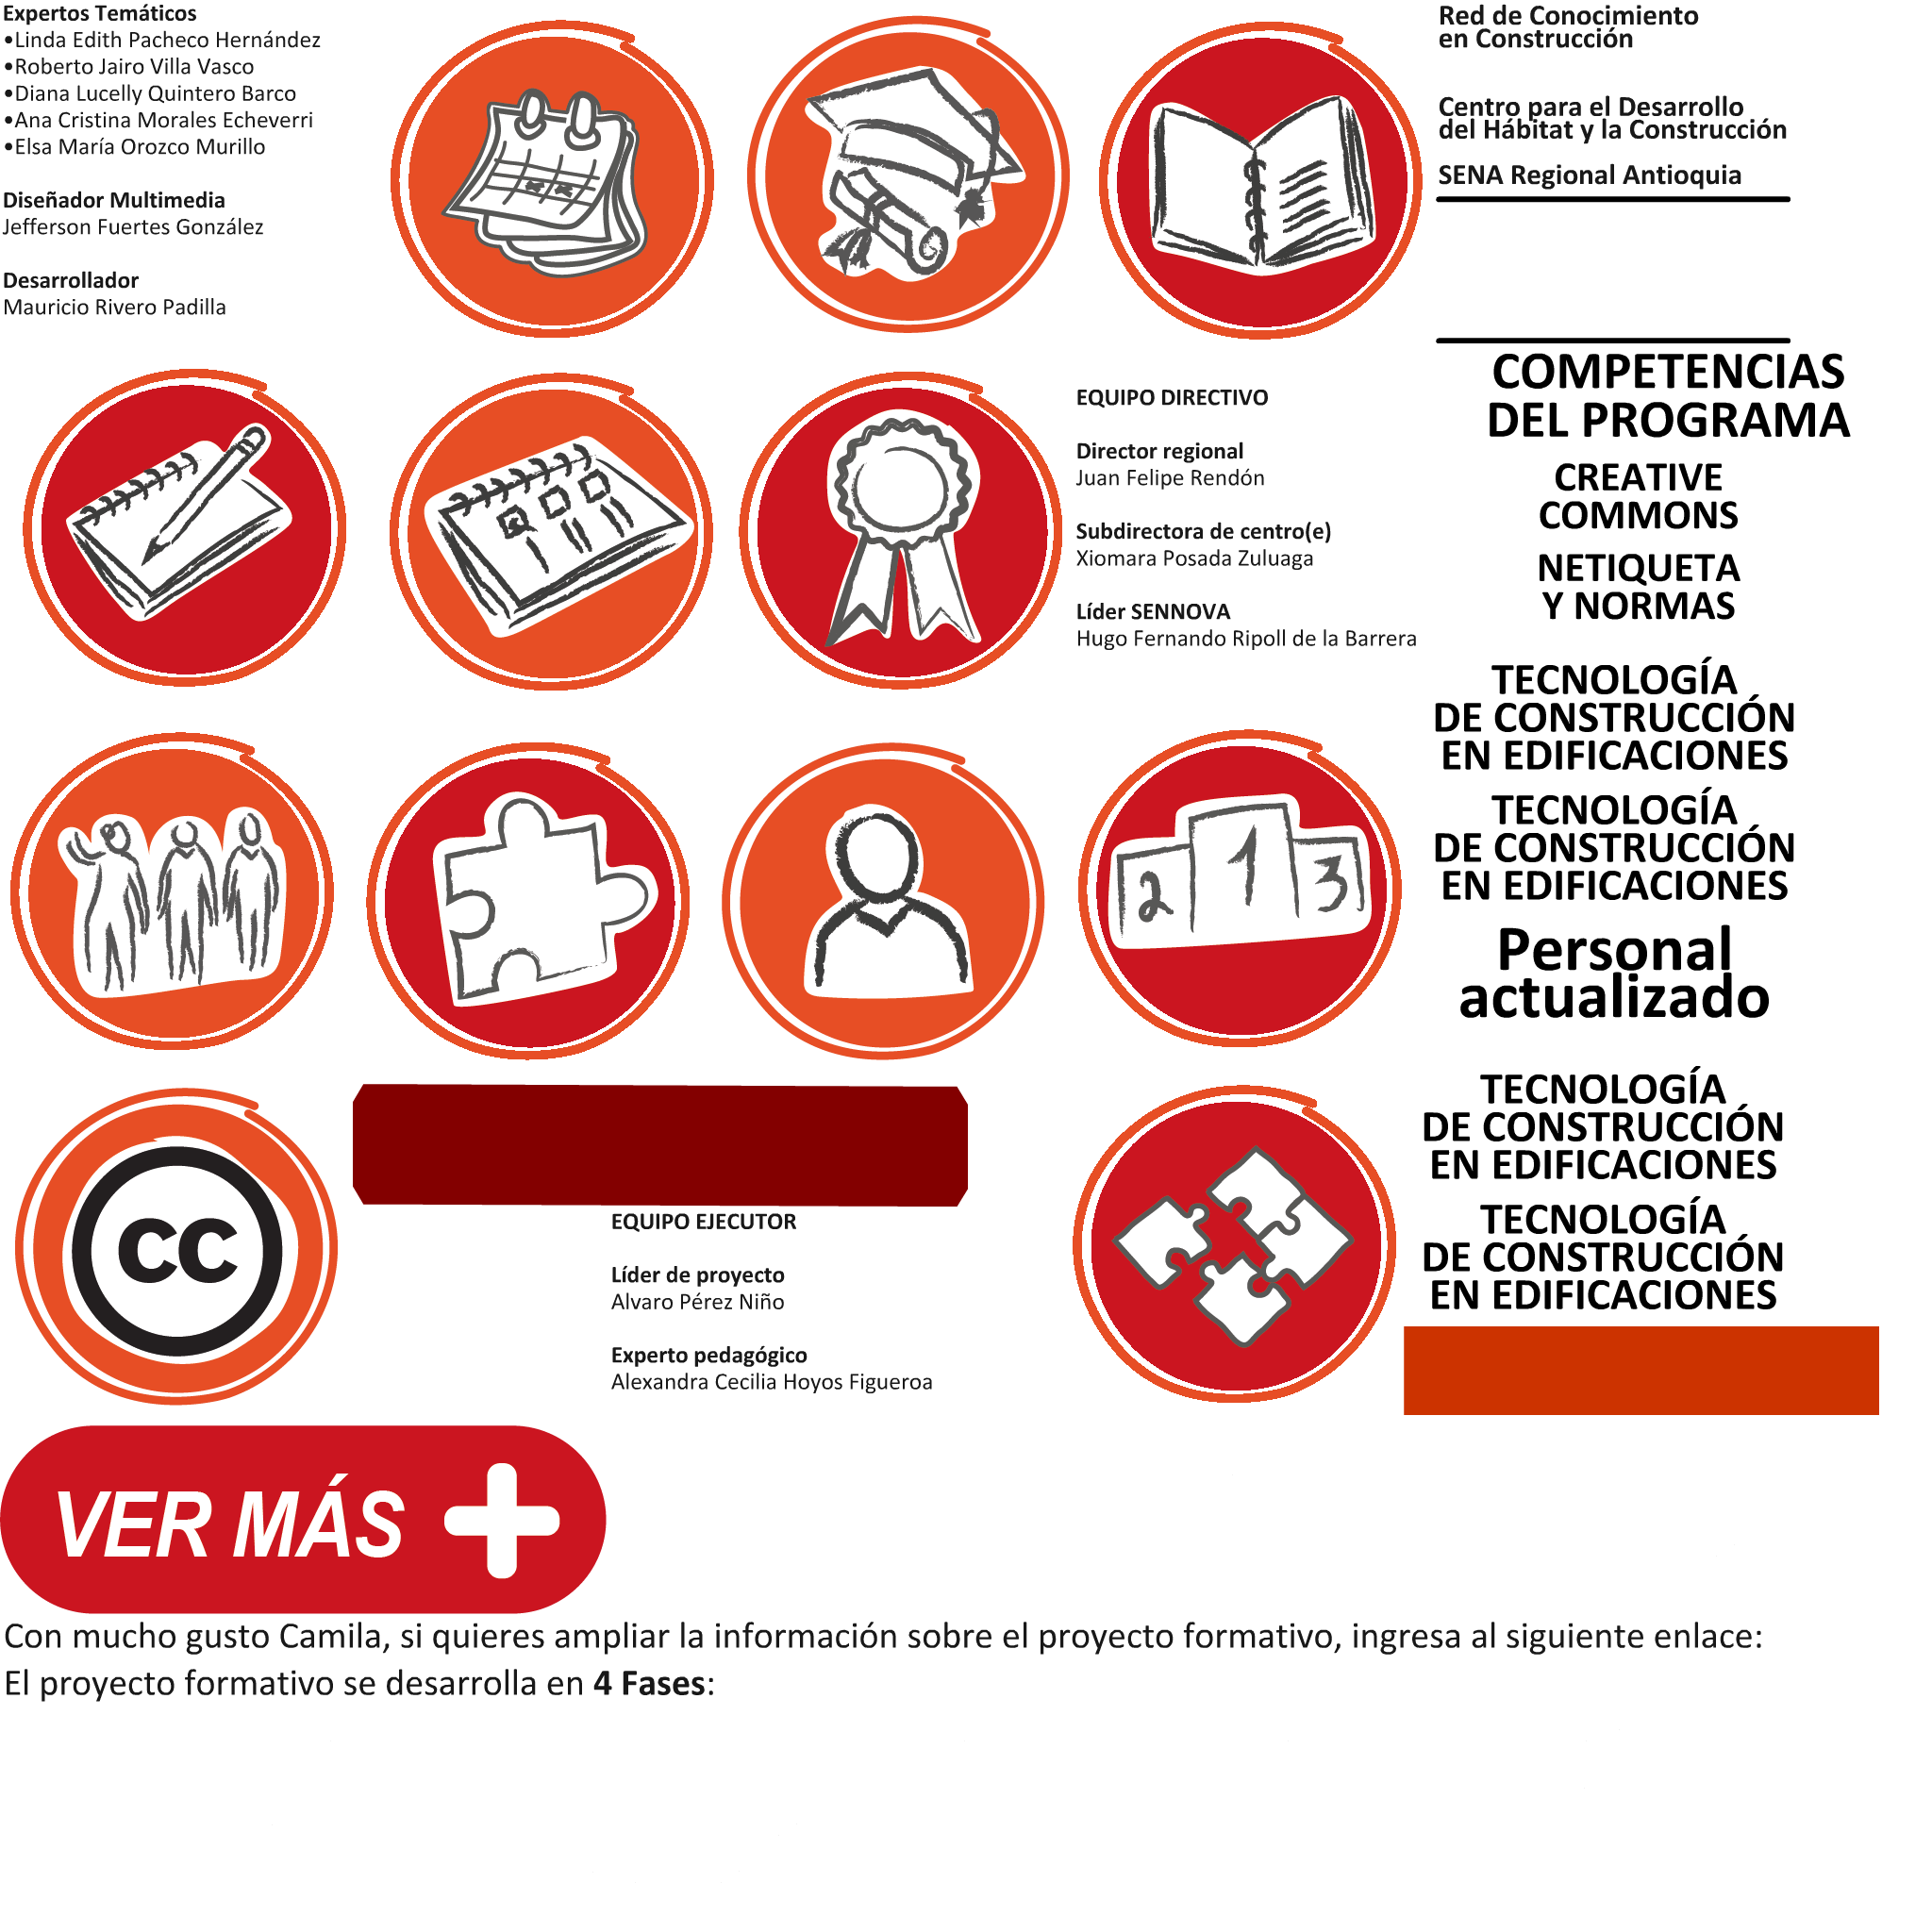 Expertos Temáticos
•Linda Edith Pacheco Hernández
•Roberto Jairo Villa Vasco
•Diana Lucelly Quintero Barco
•Ana Cristina Morales Echeverri
•Elsa María Orozco Murillo
Diseñador Multimedia
Jefferson Fuertes González
Desarrollador
Mauricio Rivero Padilla
Red de Conocimiento
en Construcción
Centro para el Desarrollo
del Hábitat y la Construcción
SENA Regional Antioquia
EQUIPO DIRECTIVO
Director regional
Juan Felipe Rendón
Subdirectora de centro(e)
Xiomara Posada Zuluaga
Líder SENNOVA
Hugo Fernando Ripoll de la Barrera
COMPETENCIAS
DEL PROGRAMA
CREATIVE
COMMONS
NETIQUETA
Y NORMAS
TECNOLOGÍA
DE CONSTRUCCIÓN
EN EDIFICACIONES
TECNOLOGÍA
DE CONSTRUCCIÓN
EN EDIFICACIONES
2 1 3
Personal
actualizado
TECNOLOGÍA
DE CONSTRUCCIÓN
EN EDIFICACIONES
TECNOLOGÍA
DE CONSTRUCCIÓN
EN EDIFICACIONES
cc
EQUIPO EJECUTOR
Líder de proyecto
Alvaro Pérez Niño
Experto pedagógico
Alexandra Cecilia Hoyos Figueroa
VER MÁS +
Con mucho gusto Camila, si quieres ampliar la información sobre el proyecto formativo, ingresa al siguiente enlace:
El proyecto formativo se desarrolla en 4 Fases: